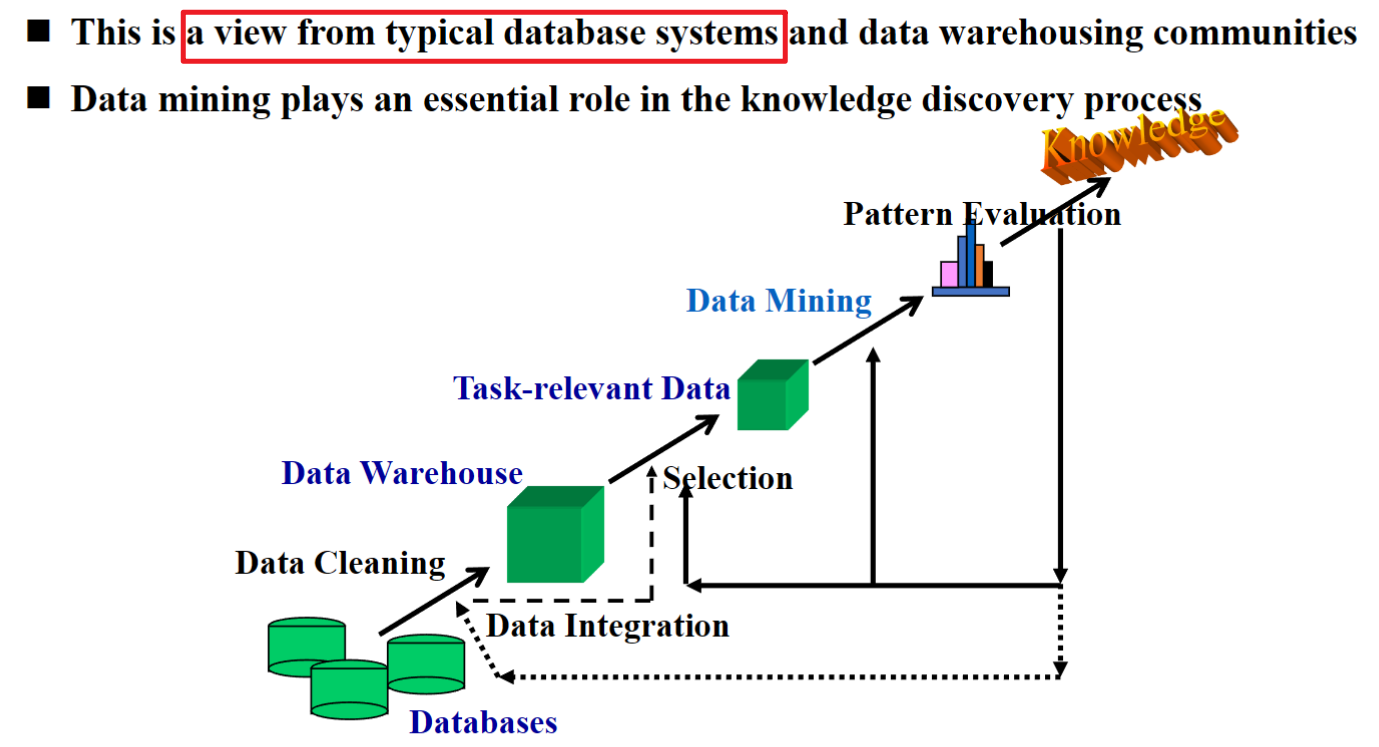 ■ This is a view from typical database systems and data warehousing communities
■ Data mining plays an essential role in the knowledge discovery process
Knowledge
Pattern Evaluation
Data Mining
Task-relevant Data
Data Warehouse
Selection
Data Cleaning
Data Integration
Databases